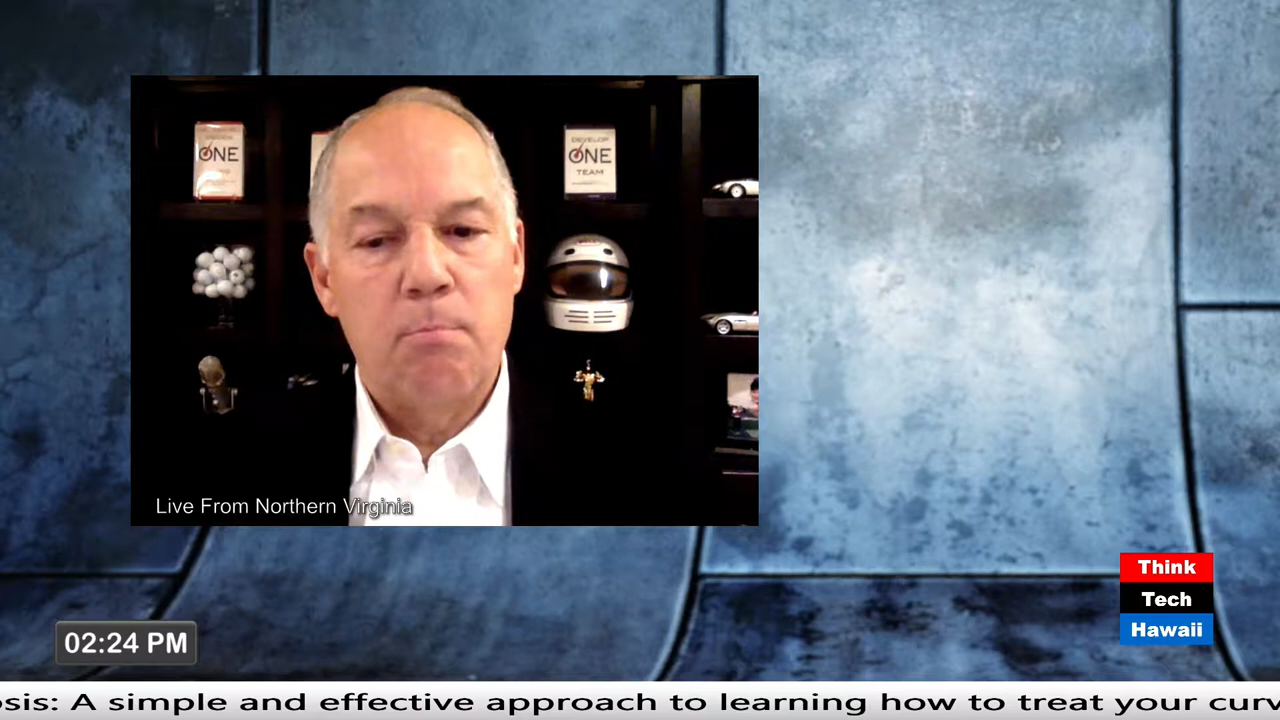 ONE
DEVELOP
ONE
TEAM
Live From Northern Virginia
Think
Tech
Hawaii
02:24 PM
osis: A simple and effective approach to learning how to treat your curv